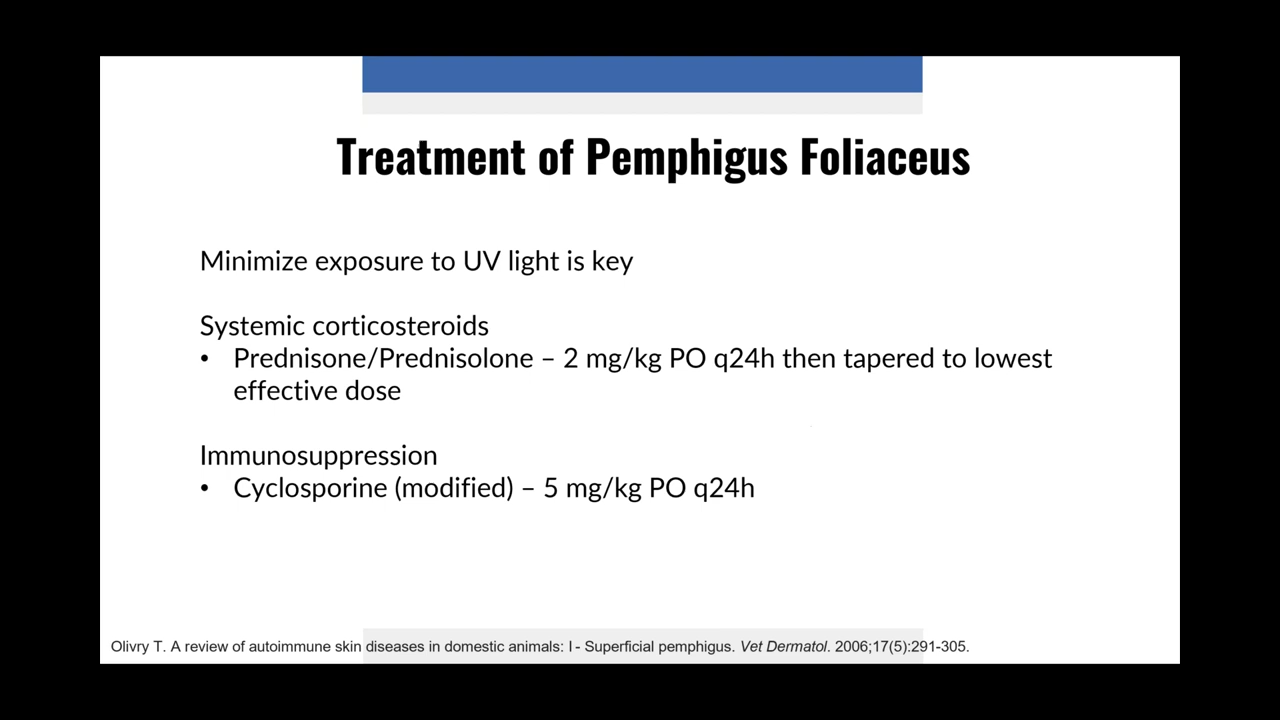 Treatment of Pemphigus Foliaceus
Minimize exposure to UV light is key
Systemic corticosteroids
• Prednisone/Prednisolone – 2 mg/kg PO q24h then tapered to lowest
effective dose
Immunosuppression
• Cyclosporine (modified) – 5 mg/kg PO q24h
Olivry T. A review of autoimmune skin diseases in domestic animals: I - Superficial pemphigus. Vet Dermatol. 2006;17(5):291-305.